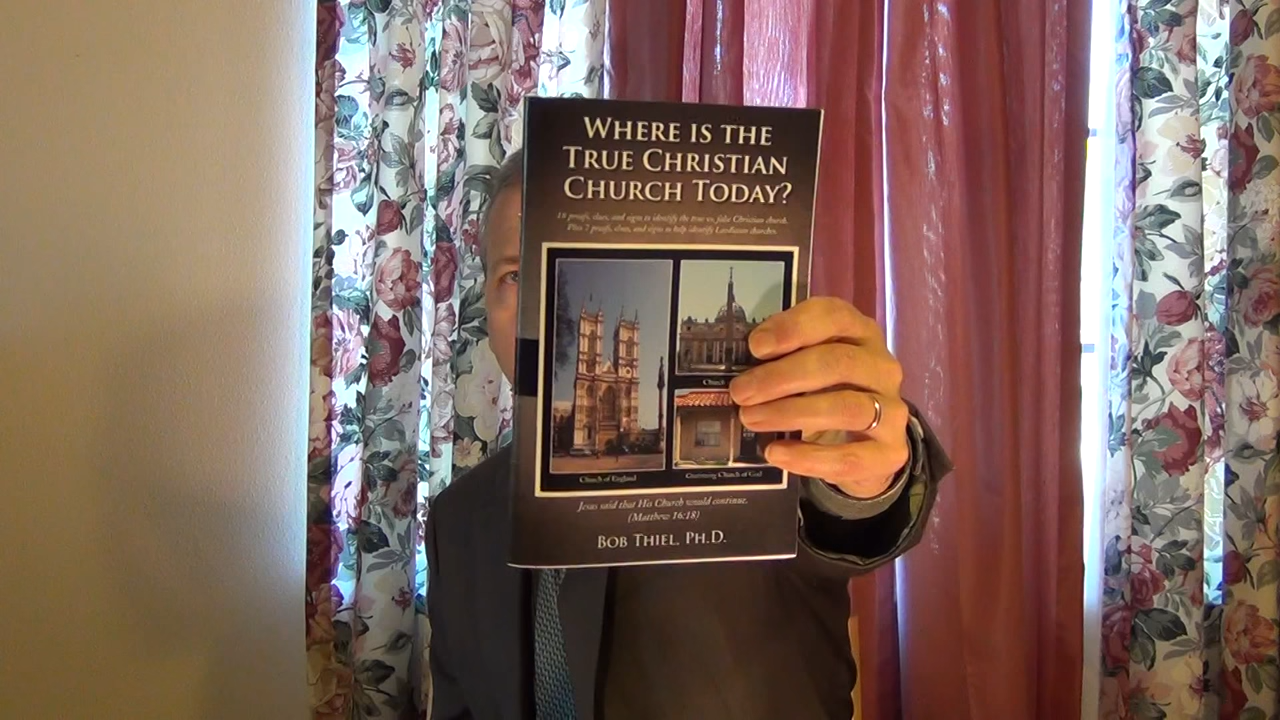 WHERE IS THE
TRUE CHRISTIAN
CHURCH TODAY?
18 proofs, clues, and signs to identify the true vs. false Christian church.
Plus 7 proofs, clues, and signs to help identify Laodicean churches.
Church
Church of England
Continuing Church of God
Jesus said that His Church would continue.
(Matthew 16:18)
BOB THIEL, PH.D.